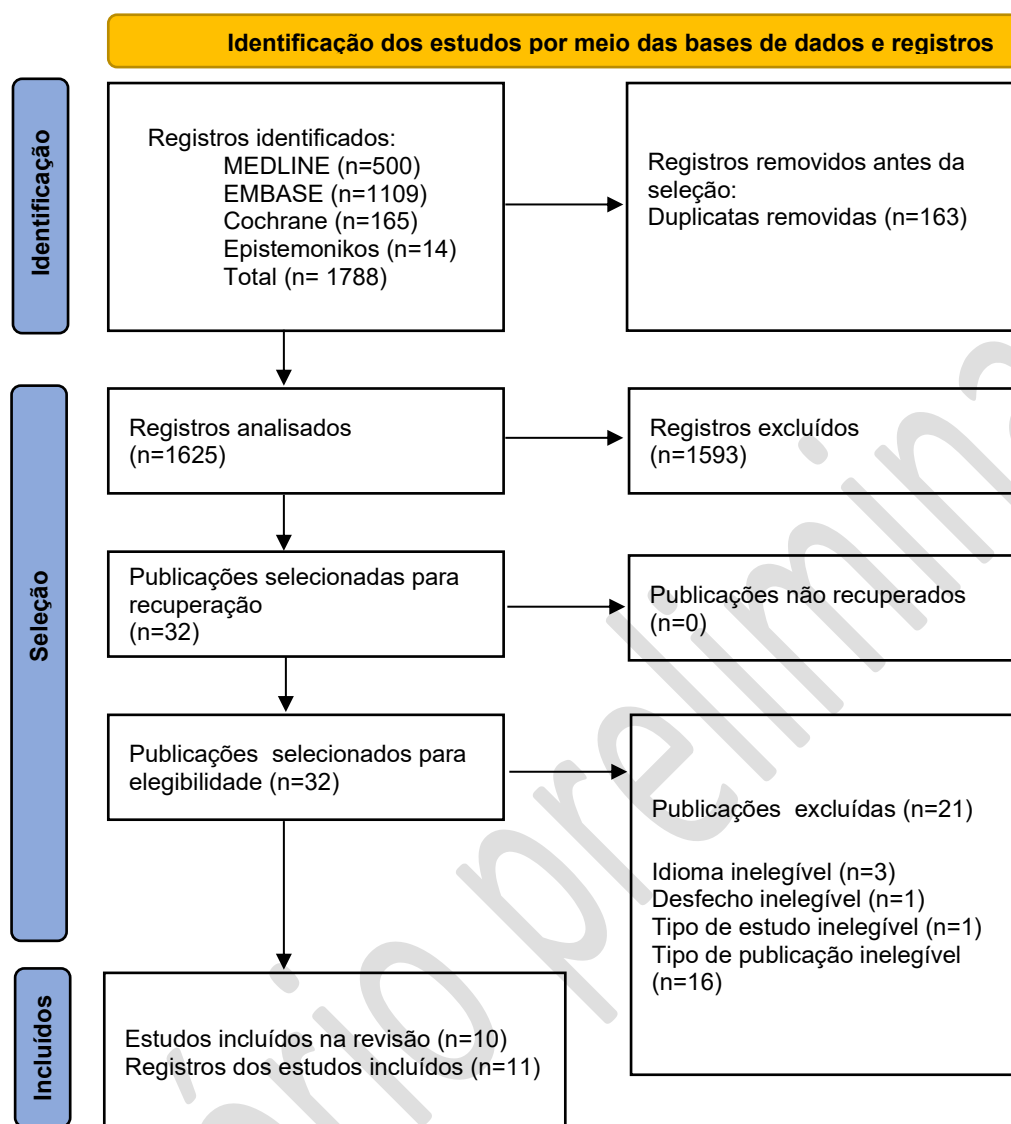 Identificação dos estudos por meio das bases de dados e registros
Identificação
Registros identificados:
MEDLINE (n=500)
EMBASE (n=1109)
Cochrane (n=165)
Epistemonikos (n=14)
Total (n= 1788)
Registros removidos antes da
seleção:
Duplicatas removidas (n=163)
Seleção
Registros analisados
(n=1625)
Registros excluídos
(n=1593)
Publicações selecionadas para
recuperação
(n=32)
Publicações não recuperados
(n=0)
Publicações  selecionados para
elegibilidade (n=32)
Publicações  excluídas (n=21)
Idioma inelegível (n=3)
Desfecho inelegível (n=1)
Tipo de estudo inelegível (n=1)
Tipo de publicação inelegível
(n=16)
Incluídos
Estudos incluídos na revisão (n=10)
Registros dos estudos incluídos (n=11)
ório prelimina